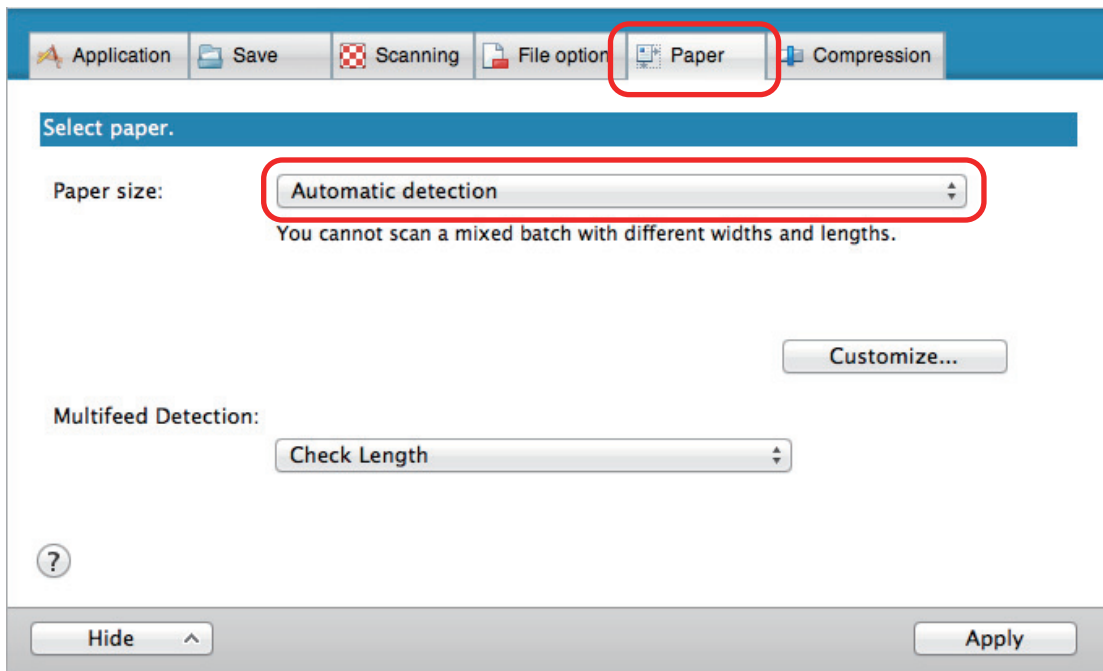 Application Save Scanning File option Paper Compression
Select paper.
Paper size: Automatic detection
You cannot scan a mixed batch with different widths and lengths.
Customize...
Multifeed Detection:
Check Length
?
Hide Apply